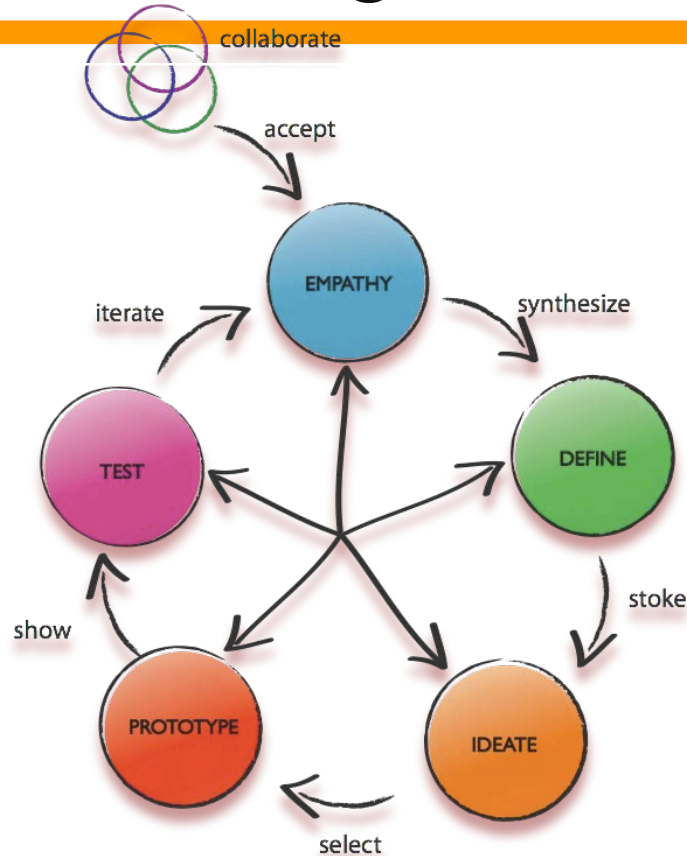 collaborate
accept
EMPATHY
iterate
synthesize
TEST
DEFINE
stoke
show
PROTOTYPE
IDEATE
select